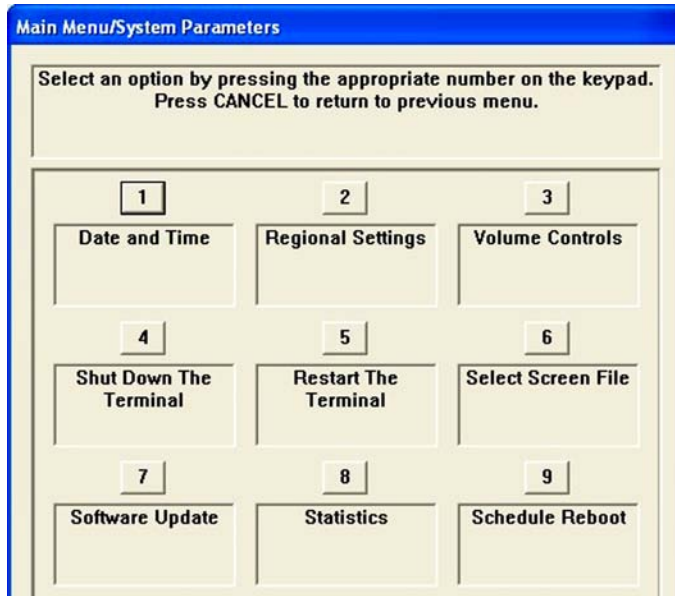 Main Menu/System Parameters
Select an option by pressing the appropriate number on the keypad.
Press CANCEL to return to previous menu.
1
2
3
Date and Time
Regional Settings
Volume Controls
4
5
6
Shut Down The
Terminal
Restart The
Terminal
Select Screen File
7
8
9
Software Update
Statistics
Schedule Reboot